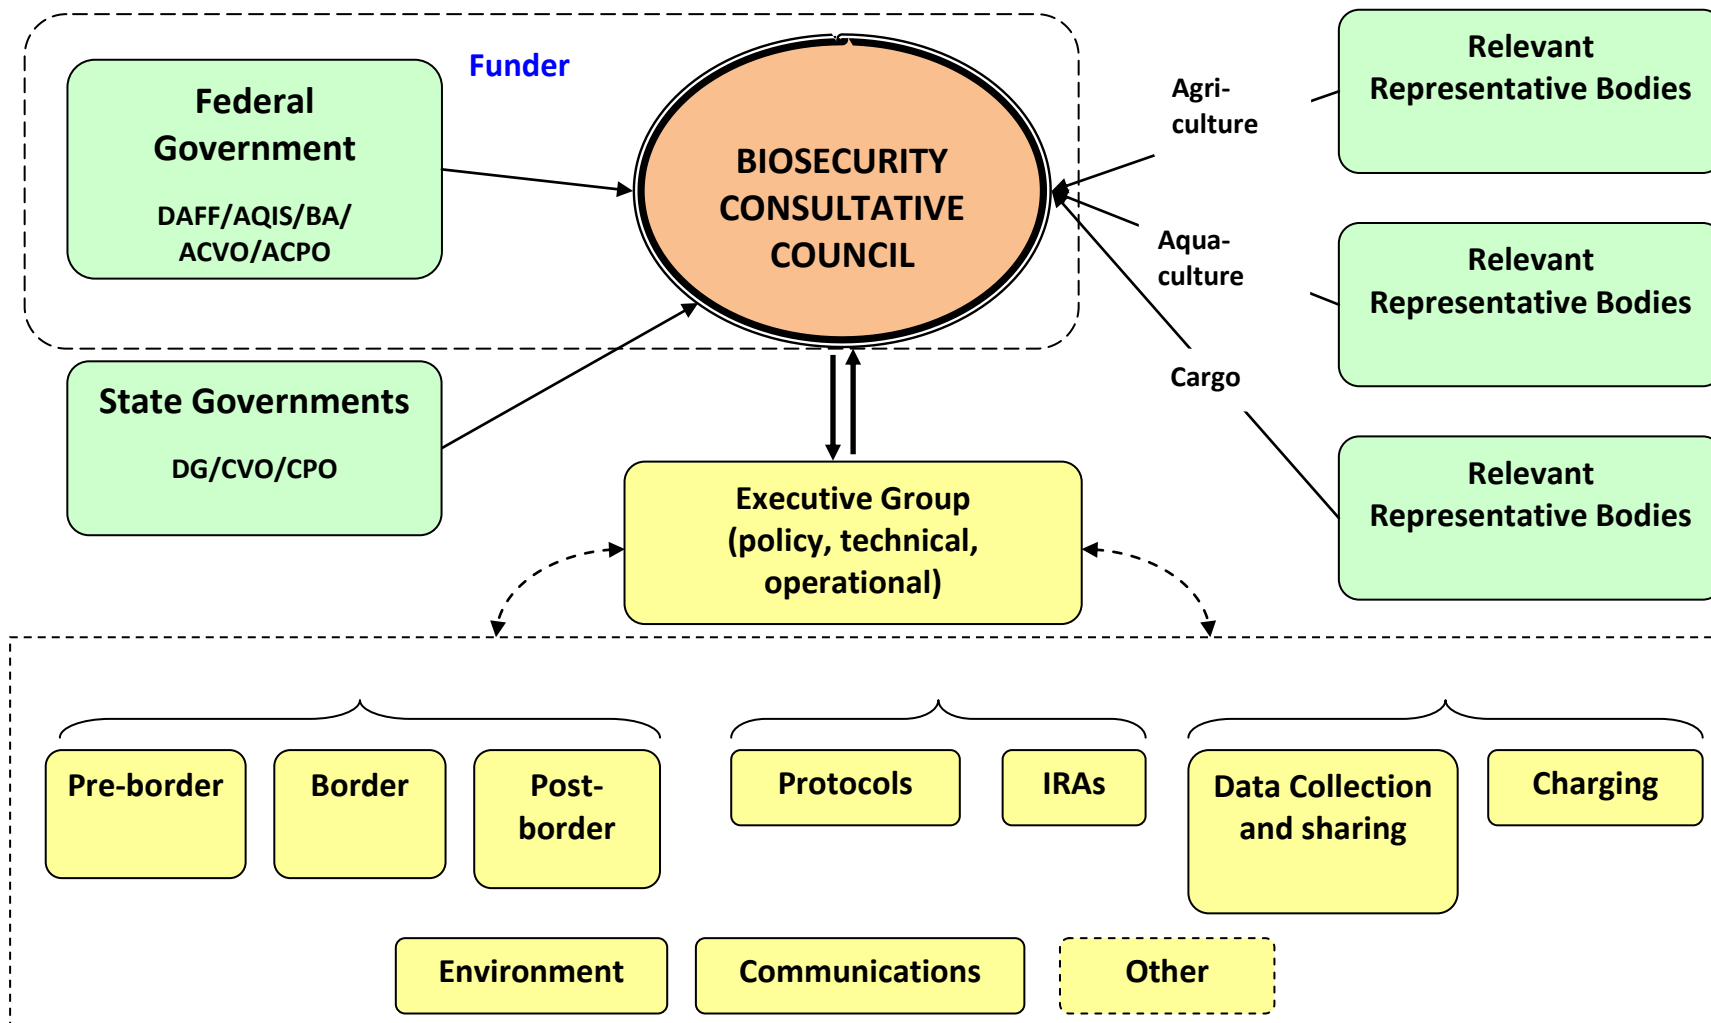 Funder
Federal
Government
DAFF/AQIS/BA/
ACVO/ACPO
BIOSECURITY
CONSULTATIVE
COUNCIL
Agri-
culture
Relevant
Representative Bodies
Aqua-
culture
Relevant
Representative Bodies
Cargo
Relevant
Representative Bodies
State Governments
DG/CVO/CPO
Executive Group
(policy, technical,
operational)
Pre-border
Border
Post-
border
Protocols
IRAs
Data Collection
and sharing
Charging
Environment
Communications
Other